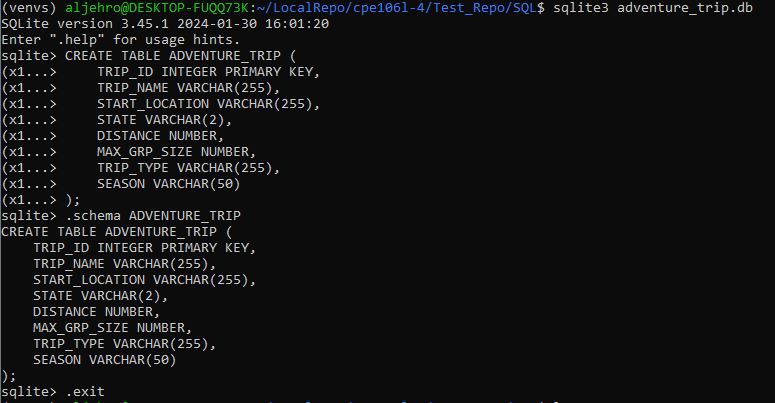 (venvs) aljehro@DESKTOP-FUQQ73K:~/LocalRepo/cpe106l-4/Test_Repo/SQL$ sqlite3 adventure_trip.db
SQLite version 3.45.1 2024-01-30 16:01:20
Enter ".help" for usage hints.
sqlite> CREATE TABLE ADVENTURE_TRIP (
(x1...>     TRIP_ID INTEGER PRIMARY KEY,
(x1...>     TRIP_NAME VARCHAR(255),
(x1...>     START_LOCATION VARCHAR(255),
(x1...>     STATE VARCHAR(2),
(x1...>     DISTANCE NUMBER,
(x1...>     MAX_GRP_SIZE NUMBER,
(x1...>     TRIP_TYPE VARCHAR(255),
(x1...>     SEASON VARCHAR(50)
(x1...> );
sqlite> .schema ADVENTURE_TRIP
CREATE TABLE ADVENTURE_TRIP (
    TRIP_ID INTEGER PRIMARY KEY,
    TRIP_NAME VARCHAR(255),
    START_LOCATION VARCHAR(255),
    STATE VARCHAR(2),
    DISTANCE NUMBER,
    MAX_GRP_SIZE NUMBER,
    TRIP_TYPE VARCHAR(255),
    SEASON VARCHAR(50)
);
sqlite> .exit